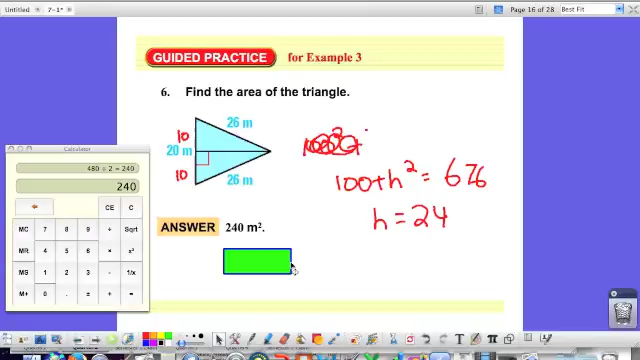 Untitled
7-1*
Page 16 of 28
Best Fit
GUIDED PRACTICE
for Example 3
6. Find the area of the triangle.
26 m
10
20 m
10
26 m
100 + h² = 676
h = 24
ANSWER 240 m².
Calculator
480 ÷ 2 = 240
240
CE C
MC 7 8 9 ÷ Sqrt
MR 4 5 6 × x²
MS 1 2 3 - 1/x
M+ 0 . ± + =